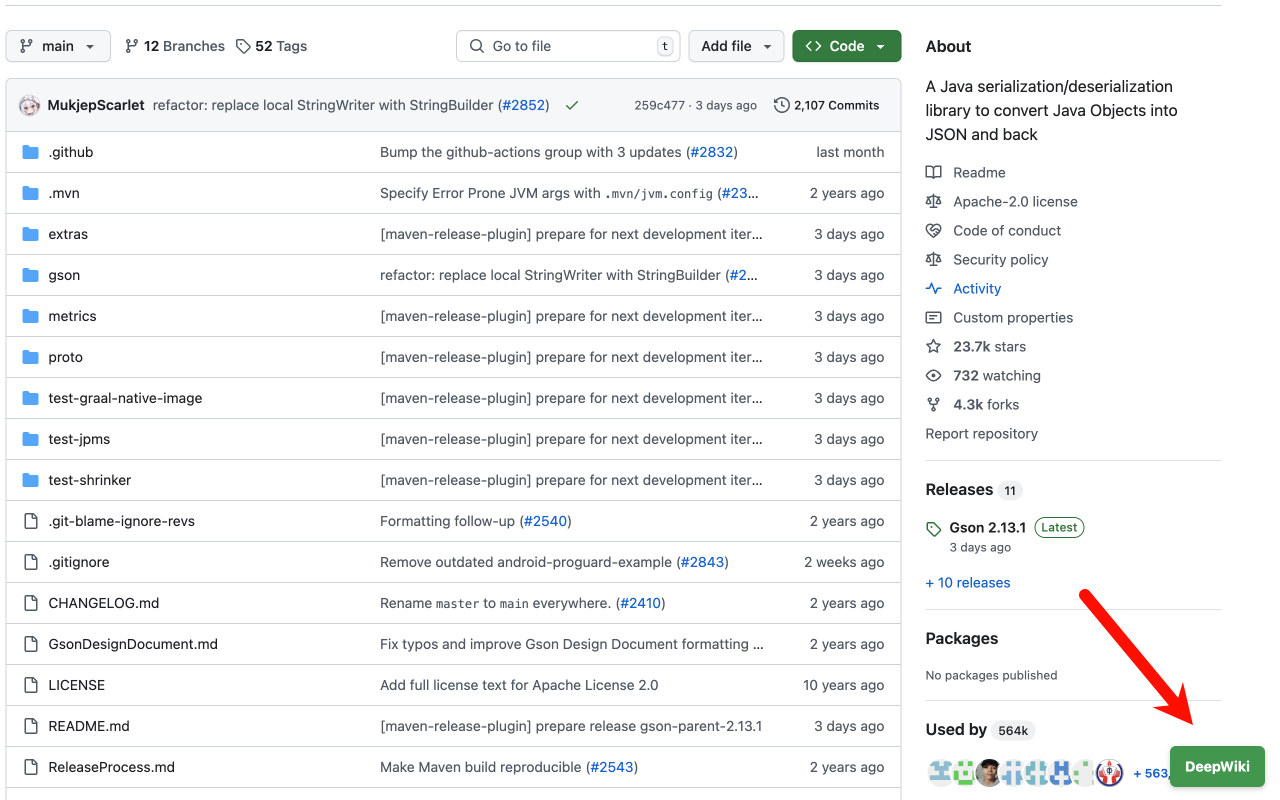 main
12 Branches
52 Tags
Go to file
t
Add file
Code
MukjepScarlet refactor: replace local StringWriter with StringBuilder (#2852)
259c477 · 3 days ago
2,107 Commits
.github Bump the github-actions group with 3 updates (#2832) last month
.mvn Specify Error Prone JVM args with .mvn/jvm.config (#23... 2 years ago
extras [maven-release-plugin] prepare for next development iter... 3 days ago
gson refactor: replace local StringWriter with StringBuilder (#2... 3 days ago
metrics [maven-release-plugin] prepare for next development iter... 3 days ago
proto [maven-release-plugin] prepare for next development iter... 3 days ago
test-graal-native-image [maven-release-plugin] prepare for next development iter... 3 days ago
test-jpms [maven-release-plugin] prepare for next development iter... 3 days ago
test-shrinker [maven-release-plugin] prepare for next development iter... 3 days ago
.git-blame-ignore-revs Formatting follow-up (#2540) 2 years ago
.gitignore Remove outdated android-proguard-example (#2843) 2 weeks ago
CHANGELOG.md Rename master to main everywhere. (#2410) 2 years ago
GsonDesignDocument.md Fix typos and improve Gson Design Document formatting ... 2 years ago
LICENSE Add full license text for Apache License 2.0 10 years ago
README.md [maven-release-plugin] prepare release gson-parent-2.13.1 3 days ago
ReleaseProcess.md Make Maven build reproducible (#2543) 2 years ago
About
A Java serialization/deserialization
library to convert Java Objects into
JSON and back
Readme
Apache-2.0 license
Code of conduct
Security policy
Activity
Custom properties
23.7k stars
732 watching
4.3k forks
Report repository
Releases 11
Gson 2.13.1 Latest
3 days ago
+ 10 releases
Packages
No packages published
Used by 564k
+ 563,
DeepWiki